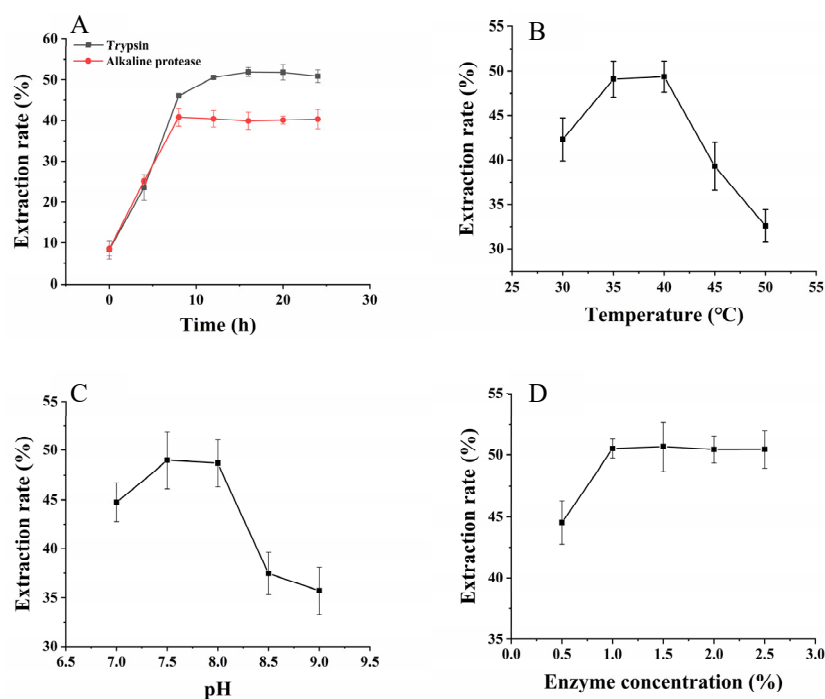 A
Trypsin
Alkaline protease
Extraction rate (%)
60
50
40
30
20
10
0
0 10 20 30
Time (h)
B
Extraction rate (%)
55
50
45
40
35
30
25 30 35 40 45 50 55
Temperature (°C)
C
Extraction rate (%)
55
50
45
40
35
30
6.5 7.0 7.5 8.0 8.5 9.0 9.5
pH
D
Extraction rate (%)
55
50
45
40
35
0.0 0.5 1.0 1.5 2.0 2.5 3.0
Enzyme concentration (%)